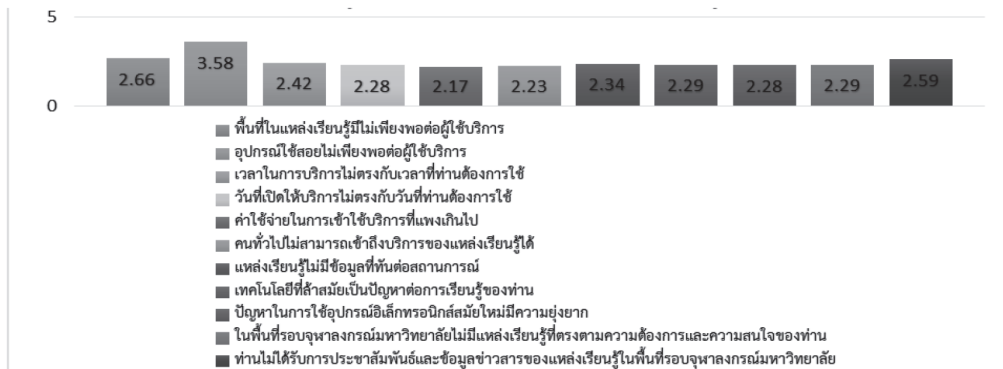 5
2.66 3.58 2.42 2.28 2.17 2.23 2.34 2.29 2.28 2.29 2.59
0
พื้นที่ในแหล่งเรียนรู้มีไม่เพียงพอต่อผู้ใช้บริการ
อุปกรณ์ใช้สอยไม่เพียงพอต่อผู้ใช้บริการ
เวลาในการบริการไม่ตรงกับเวลาที่ท่านต้องการใช้
วันที่เปิดให้บริการไม่ตรงกับวันที่ท่านต้องการใช้
ค่าใช้จ่ายในการเข้าใช้บริการที่แพงเกินไป
คนทั่วไปไม่สามารถเข้าถึงบริการของแหล่งเรียนรู้ได้
แหล่งเรียนรู้ไม่มีข้อมูลที่ทันต่อสถานการณ์
เทคโนโลยีที่ล้าสมัยเป็นปัญหาต่อการเรียนรู้ของท่าน
ปัญหาในการใช้อุปกรณ์อิเล็กทรอนิกส์สมัยใหม่มีความยุ่งยาก
ในพื้นที่รอบจุฬาลงกรณ์มหาวิทยาลัยไม่มีแหล่งเรียนรู้ที่ตรงตามความต้องการและความสนใจของท่าน
ท่านไม่ได้รับการประชาสัมพันธ์และข้อมูลข่าวสารของแหล่งเรียนรู้ในพื้นที่รอบจุฬาลงกรณ์มหาวิทยาลัย